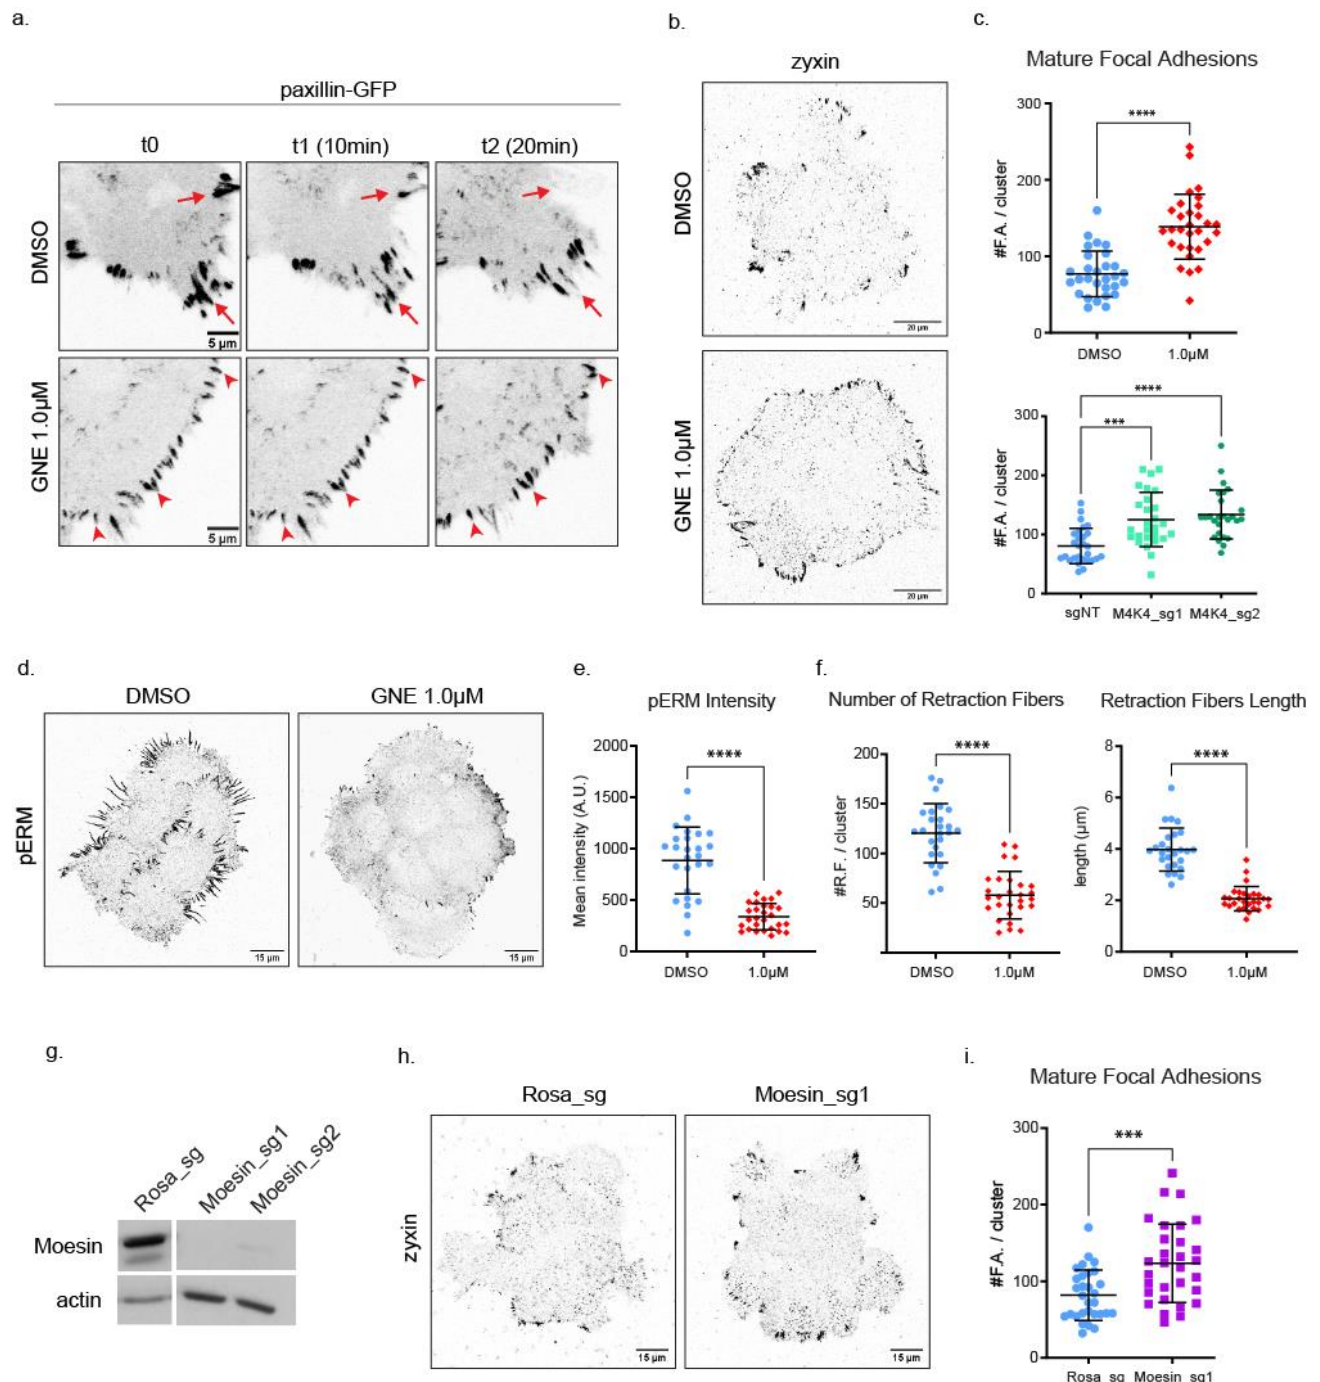 a.
paxillin-GFP
t0 t1 (10min) t2 (20min)
DMSO
5 µm
GNE 1.0µM
5 µm
b.
zyxin
DMSO
20 µm
GNE 1.0µM
20 µm
c.
Mature Focal Adhesions
#F.A. / cluster
300
200
100
0
****
DMSO 1.0µM
#F.A. / cluster
300
200
100
0
****
***
sgNT M4K4_sg1 M4K4_sg2
d.
DMSO GNE 1.0µM
pERM
15 µm 15 µm
e.
pERM Intensity
Mean intensity (A.U.)
2000
1500
1000
500
0
****
DMSO 1.0µM
f.
Number of Retraction Fibers
#R.F. / cluster
200
150
100
50
****
DMSO 1.0µM
Retraction Fibers Length
length (µm)
8
6
4
2
0
****
DMSO 1.0µM
g.
Rosa_sg
Moesin_sg1
Moesin_sg2
Moesin
actin
h.
Rosa_sg Moesin_sg1
zyxin
15 µm 15 µm
i.
Mature Focal Adhesions
#F.A. / cluster
300
200
100
0
***
Rosa_sg Moesin_sg1